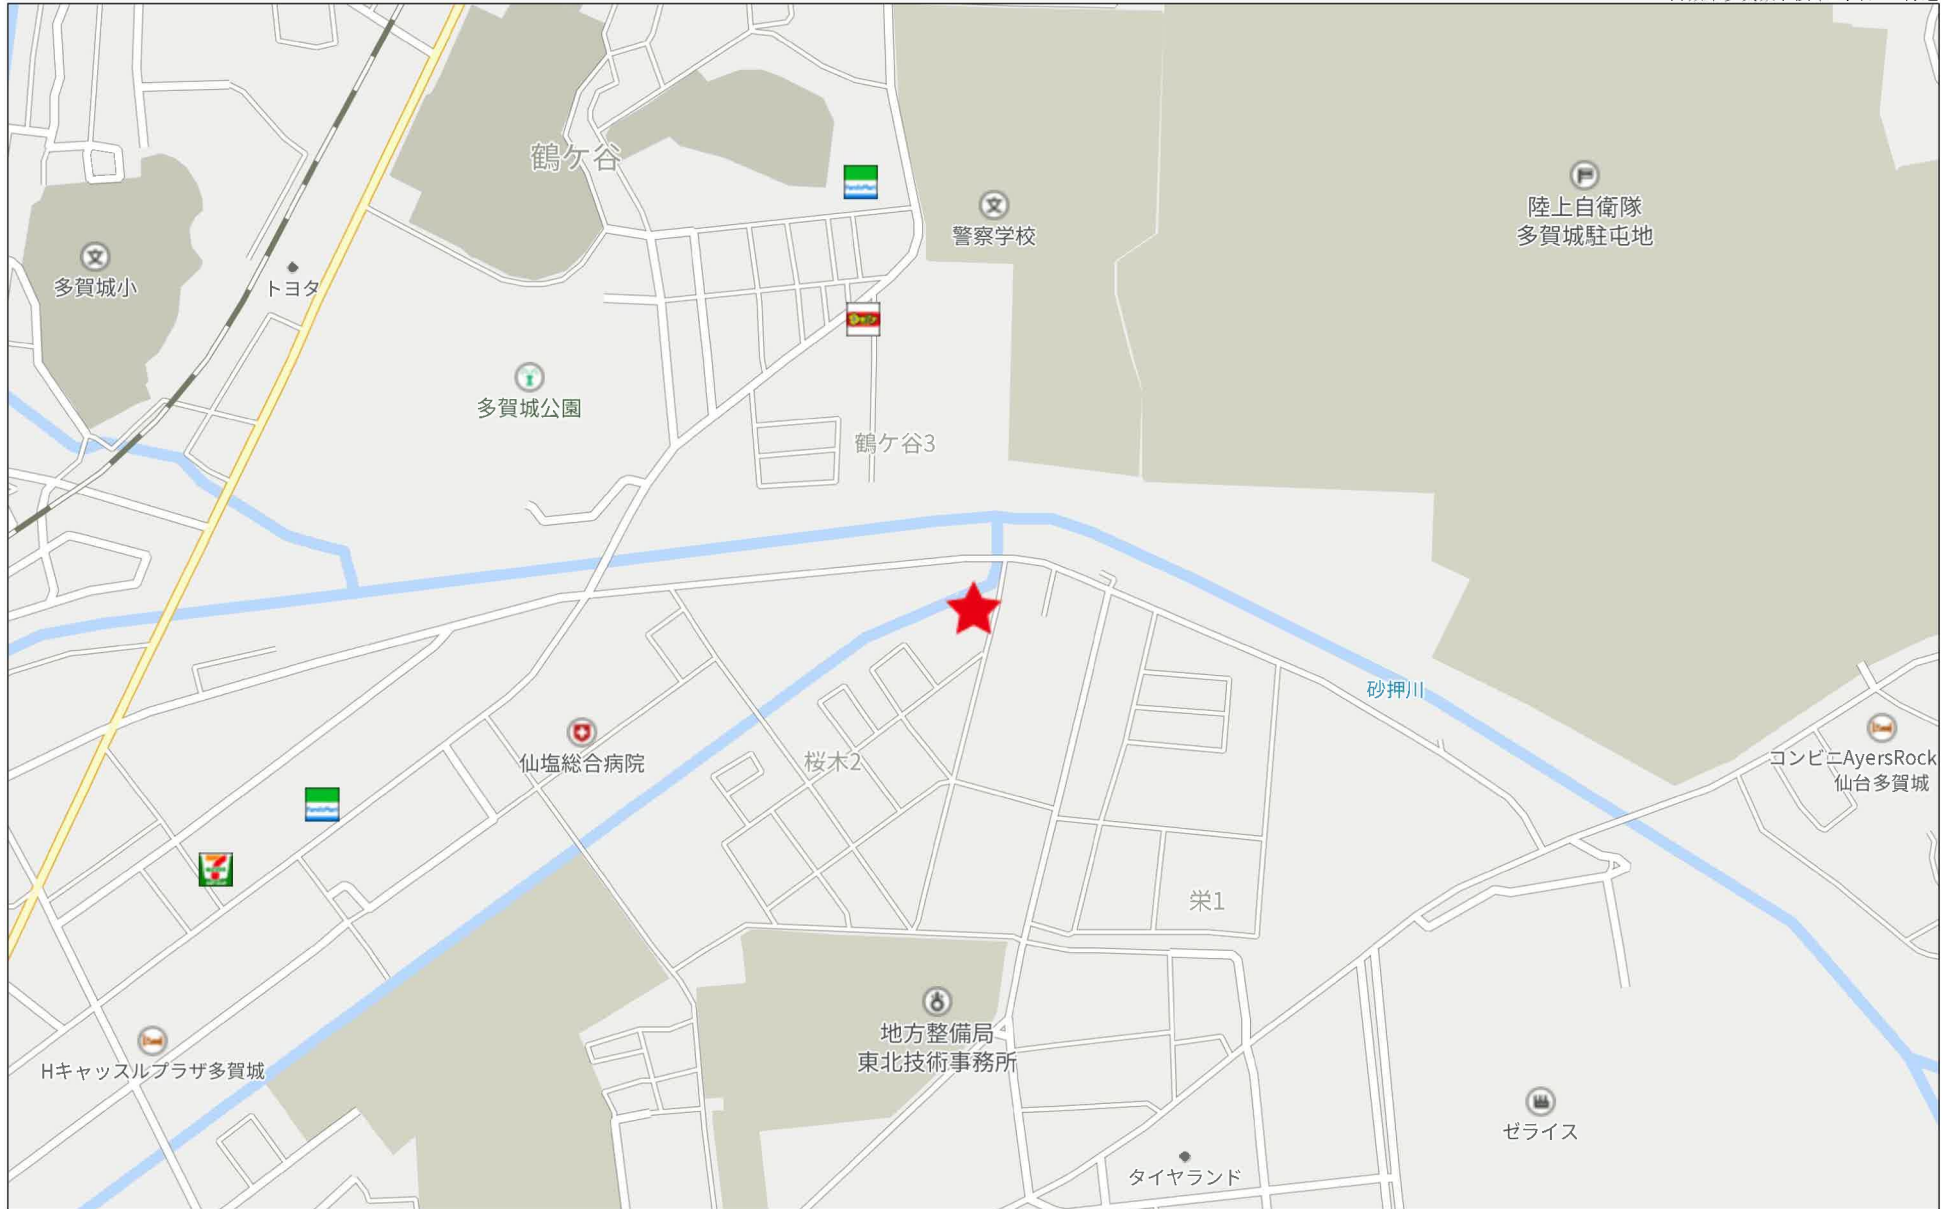 鶴ケ谷
警察学校
陸上自衛隊
多賀城駐屯地
多賀城小
トヨタ
多賀城公園
鶴ケ谷3
砂押川
仙塩総合病院
桜木2
コンビニAyersRock
仙台多賀城
栄1
地方整備局
東北技術事務所
Hキャッスルプラザ多賀城
ゼライス
タイヤランド
FamilyMart
FamilyMart